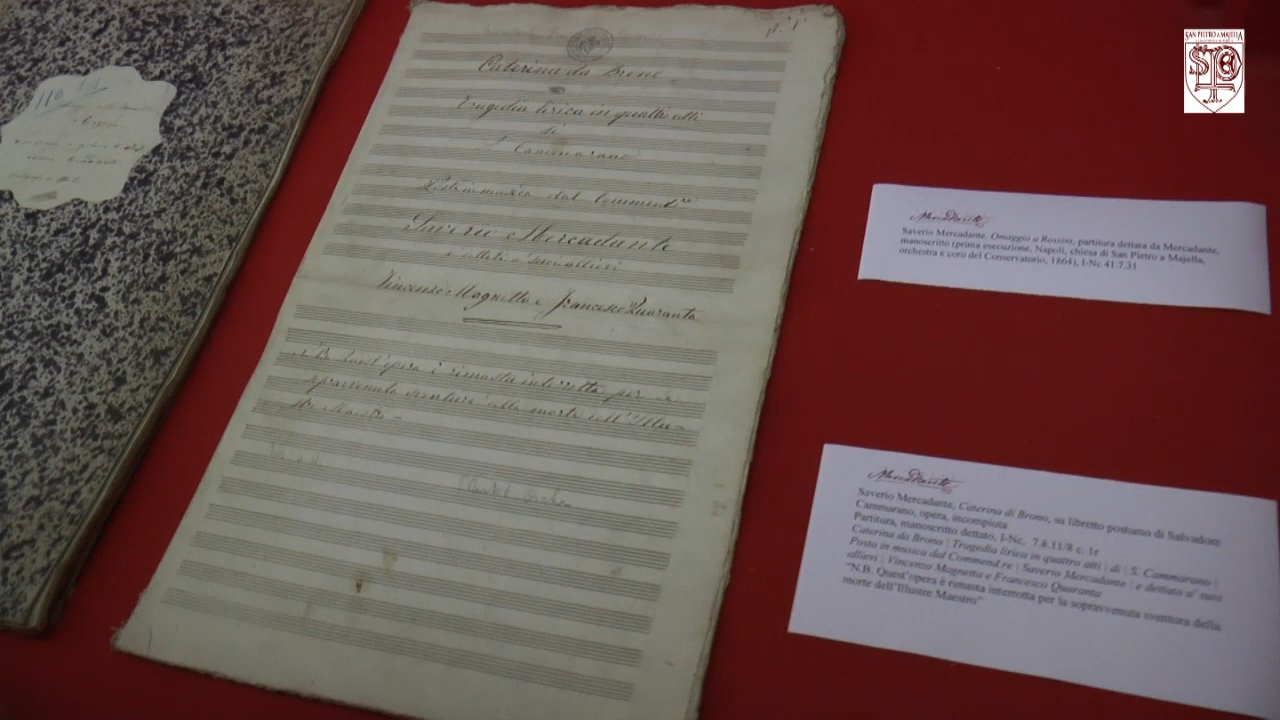 SAN PIETRO A MAJELLA
Caterina da Brono
Tragedia lirica in quattro atti
di
S. Cammarano
Posta in musica dal Commend.re
Saverio Mercadante
e dettata a' suoi allievi
Vincenzo Magnetta e Francesco Quaranta
N.B. Quest'opera è rimasta interrotta per la
sopravvenuta sventura della morte dell'Illu-
stre Maestro
Mercadante
Saverio Mercadante. Omaggio a Rossini, partitura dettata da Mercadante,
manoscritto (prima esecuzione, Napoli, chiesa di San Pietro a Majella,
orchestra e coro del Conservatorio, 1864), I-Nc 41.7.31
Mercadante
Saverio Mercadante, Caterina di Brono, su libretto postumo di Salvadore
Cammarano, opera, incompiuta
Partitura, manoscritto dettato, I-Nc, 7.8.11/8 c. 1r
Caterina da Brono | Tragedia lirica in quattro atti | di | S. Cammarano |
Posta in musica dal Commend.re | Saverio Mercadante | e dettato a' suoi
allievi | Vincenzo Magnetta e Francesco Quaranta
"N.B. Quest'opera è rimasta interrotta per la sopravvenuta sventura della
morte dell'Illustre Maestro"